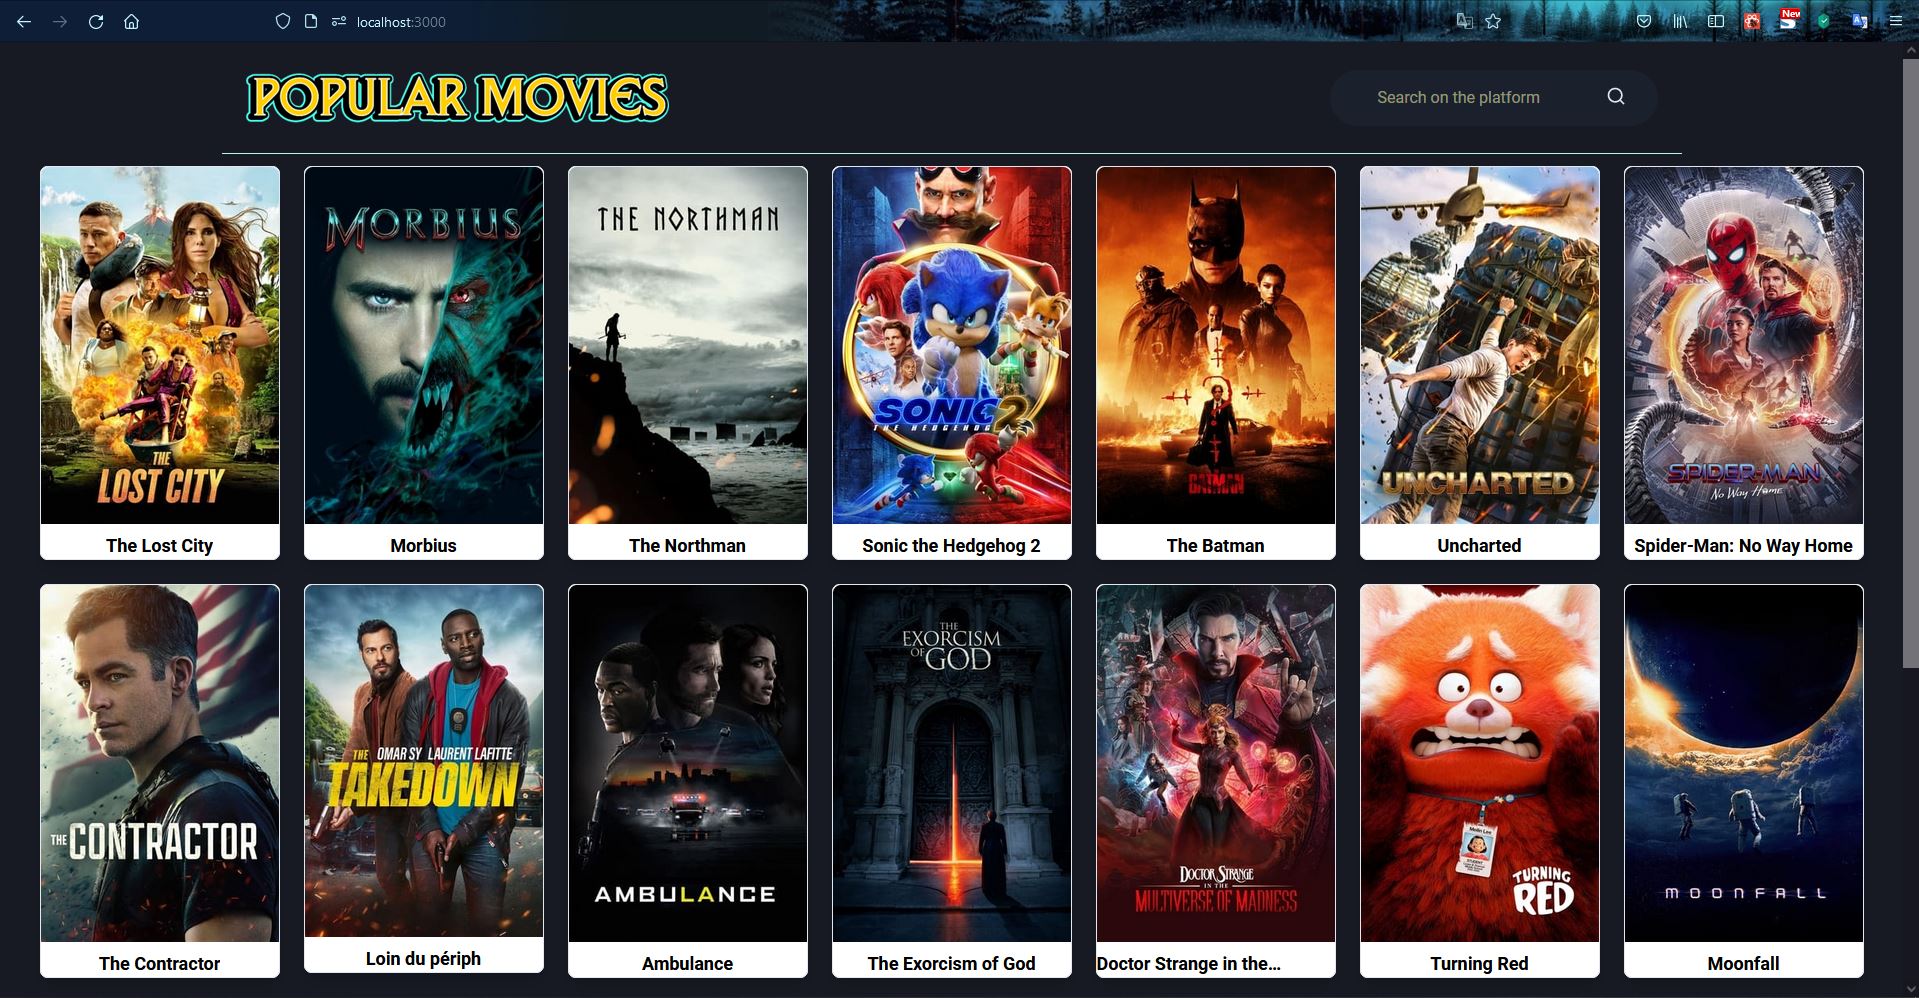 localhost:3000
New
POPULAR MOVIES
Search on the platform
THE
LOST CITY
The Lost City
MORBIUS
Morbius
THE NORTHMAN
The Northman
SONIC 2
THE HEDGEHOG
Sonic the Hedgehog 2
THE
BATMAN
The Batman
UNCHARTED
Uncharted
SPIDER-MAN
No Way Home
Spider-Man: No Way Home
THE CONTRACTOR
The Contractor
THE OMAR SY LAURENT LAFITTE
TAKEDOWN
Loin du périph
AMBULANCE
Ambulance
THE
EXORCISM
OF GOD
The Exorcism of God
DOCTOR STRANGE
IN THE
MULTIVERSE OF MADNESS
Doctor Strange in the...
Meilin Lee
STUDENT
TURNING
RED
Turning Red
MOONFALL
Moonfall